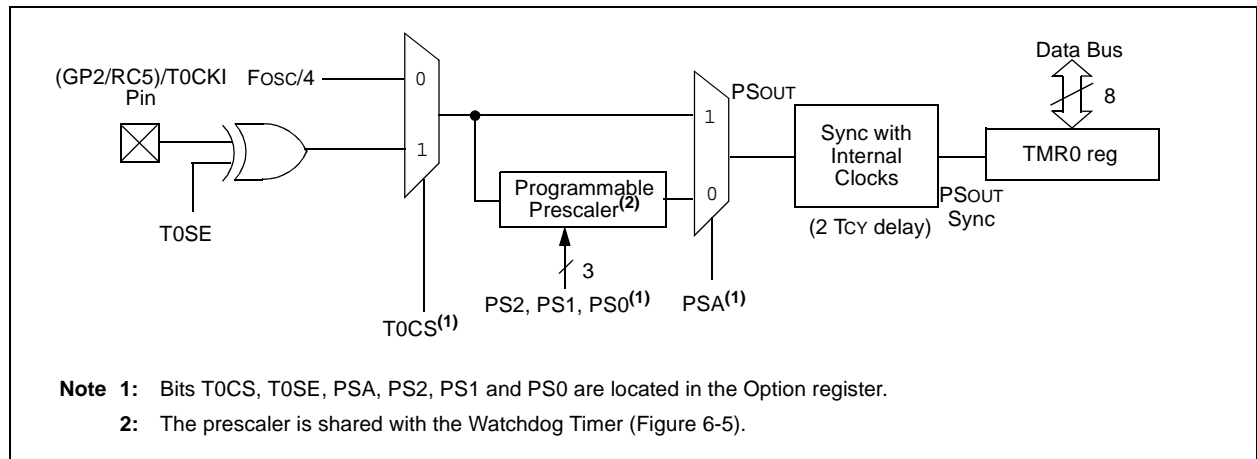 Data Bus
(GP2/RC5)/T0CKI
Pin
FOSC/4
0
1
PSOUT
8
1
0
Sync with
Internal
Clocks
TMR0 reg
Programmable
Prescaler(2)
PSOUT
Sync
(2 TCY delay)
T0SE
3
PS2, PS1, PS0(1)
PSA(1)
T0CS(1)
Note 1: Bits T0CS, T0SE, PSA, PS2, PS1 and PS0 are located in the Option register.
2: The prescaler is shared with the Watchdog Timer (Figure 6-5).